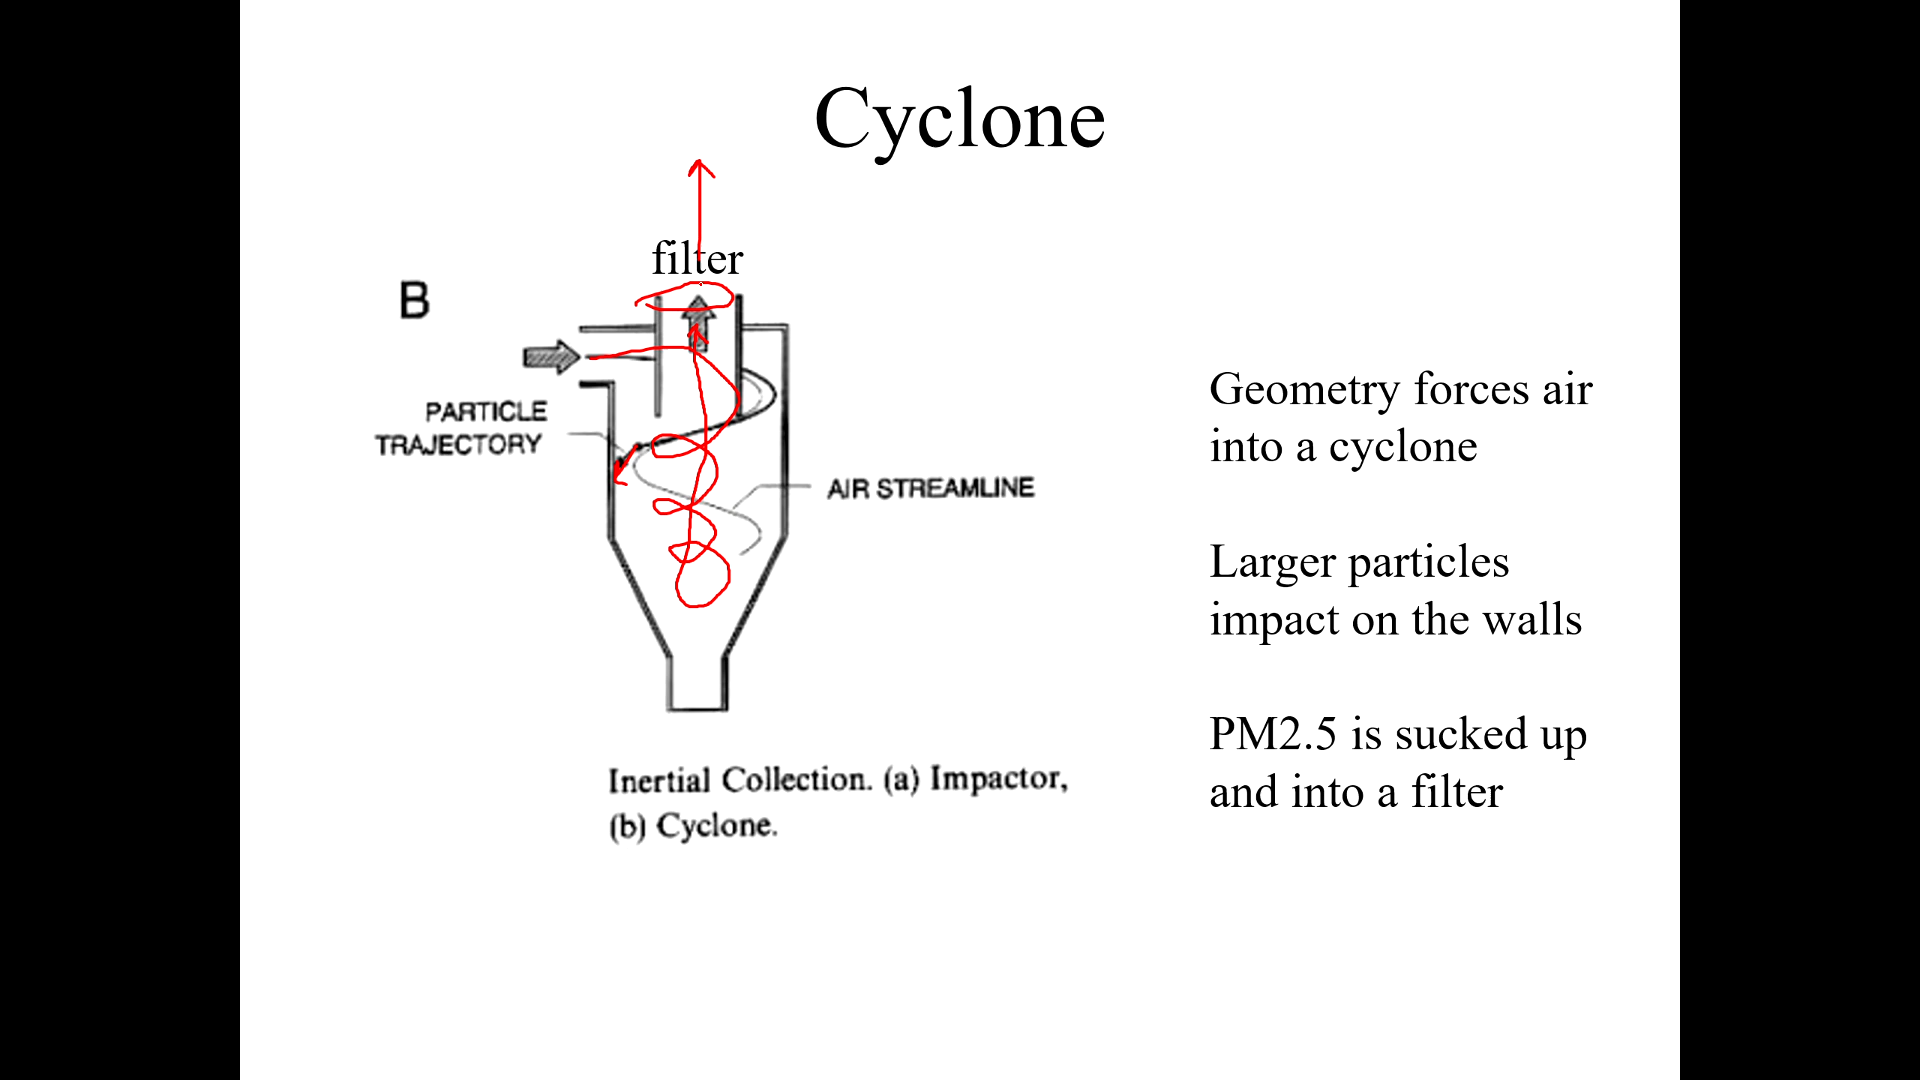 Cyclone
filter
B
PARTICLE
TRAJECTORY
AIR STREAMLINE
Inertial Collection. (a) Impactor,
(b) Cyclone.
Geometry forces air
into a cyclone
Larger particles
impact on the walls
PM2.5 is sucked up
and into a filter